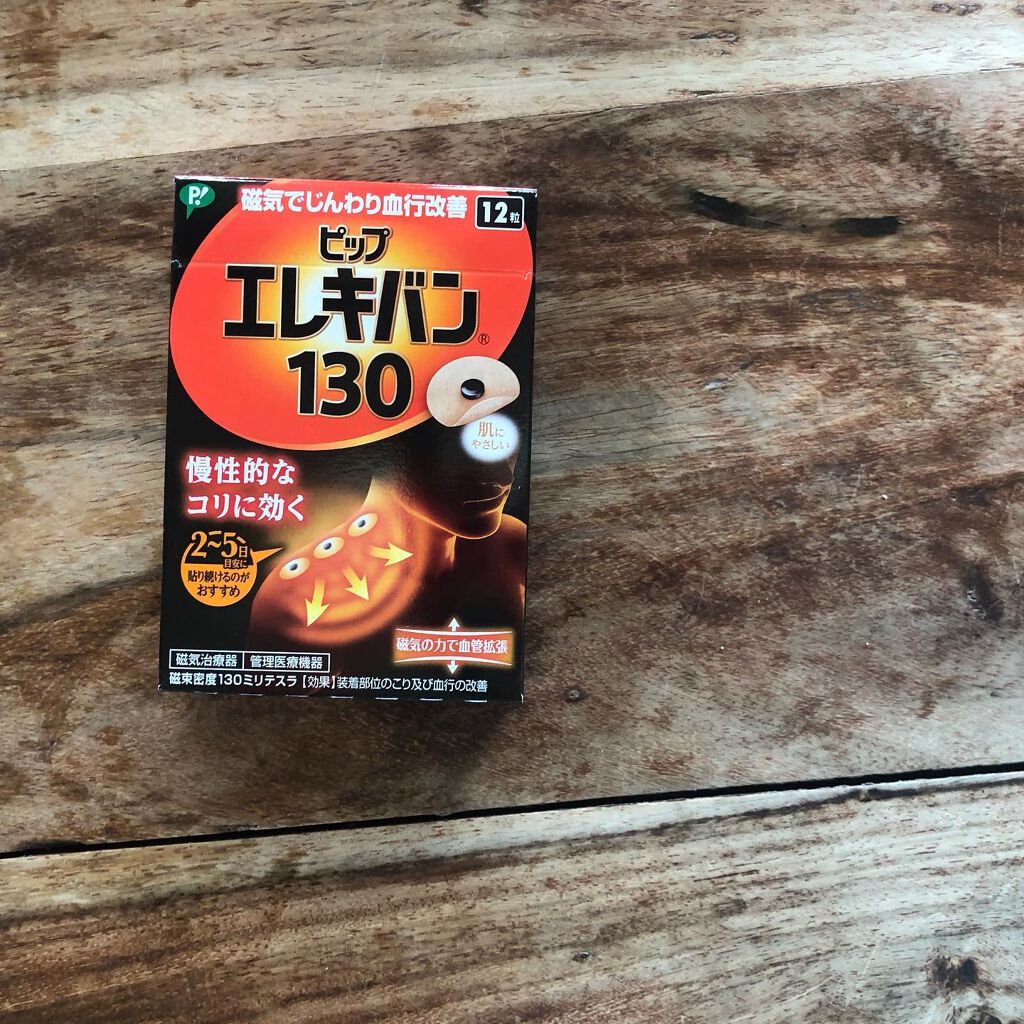 P!
磁気でじんわり血行改善
12粒
ピップ
エレキバン®
130
肌に
やさしい
慢性的な
コリに効く
2〜5日
目安に
貼り続けるのが
おすすめ
磁気の力で血管拡張
磁気治療器 管理医療機器
磁束密度130ミリテスラ【効果】装着部位のこり及び血行の改善